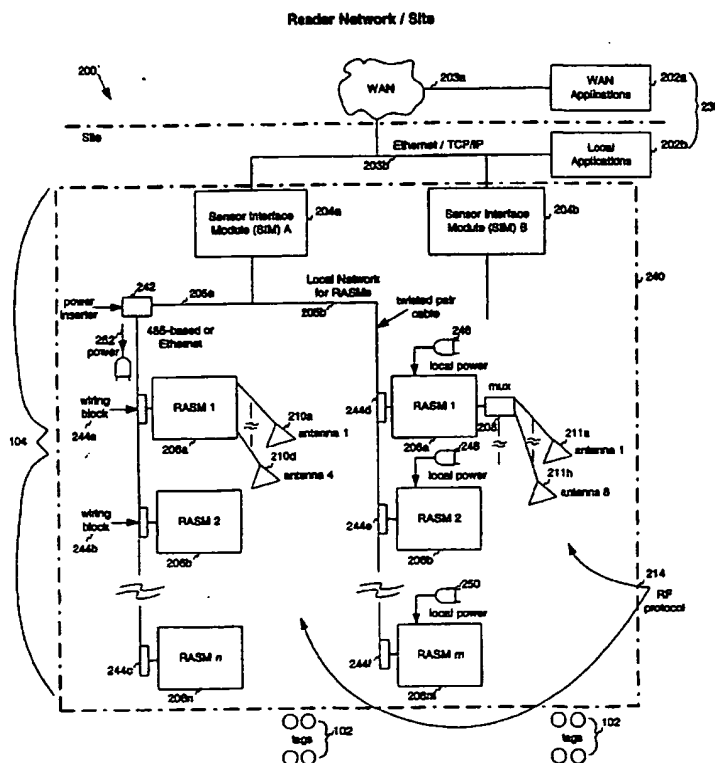 Reader Network / Site
200
WAN
203a
WAN
Applications
202a
Site
Ethernet / TCP/IP
203b
Local
Applications
202b
Sensor Interface
Module (SIM) A
204a
Sensor Interface
Module (SIM) B
204b
240
242
power
inserter
205a
Local Network
for RASMs
205b
twisted pair
cable
485-based or
Ethernet
252
power
246
local power
wiring
block
244a
RASM 1
206a
210a
antenna 1
210d
antenna 4
244d
RASM 1
206a
mux
208
211a
antenna 1
211h
antenna 8
104
248
local power
wiring
block
244b
RASM 2
206b
244e
RASM 2
206b
214
RF
protocol
250
local power
244c
RASM n
206n
244f
RASM m
206m
tags
102
tags
102